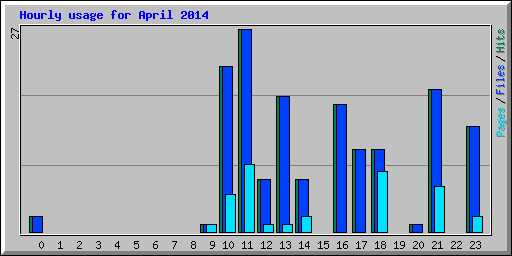 Hourly usage for April 2014
27
Pages/Files/Hits
0 1 2 3 4 5 6 7 8 9 10 11 12 13 14 15 16 17 18 19 20 21 22 23